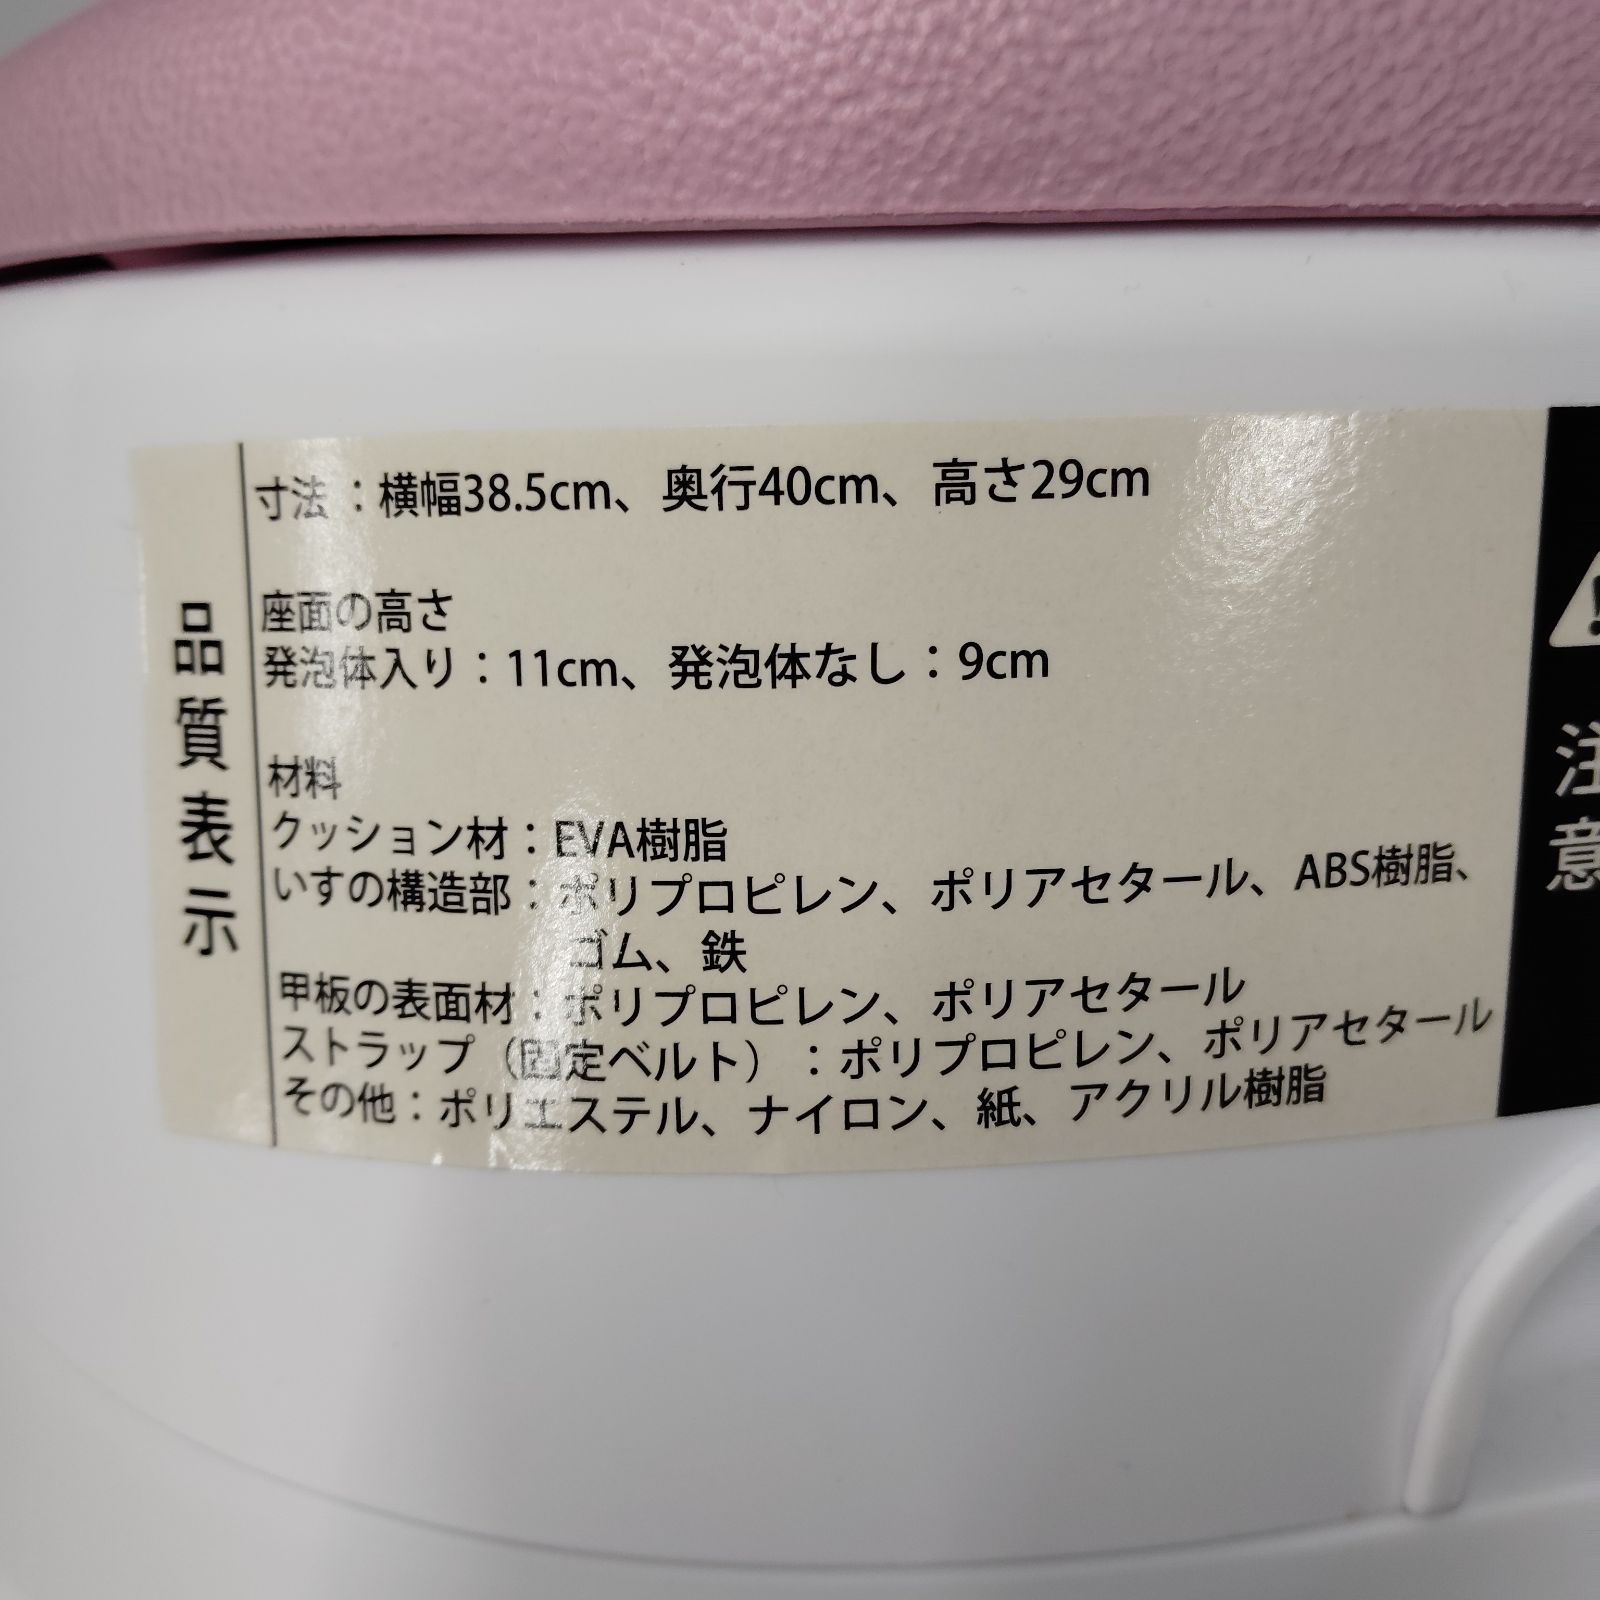 品質表示
寸法：横幅38.5cm、奥行40cm、高さ29cm
座面の高さ
発泡体入り：11cm、発泡体なし：9cm
材料
クッション材：EVA樹脂
いすの構造部：ポリプロピレン、ポリアセタール、ABS樹脂、
ゴム、鉄
甲板の表面材：ポリプロピレン、ポリアセタール
ストラップ（固定ベルト）：ポリプロピレン、ポリアセタール
その他：ポリエステル、ナイロン、紙、アクリル樹脂
注意